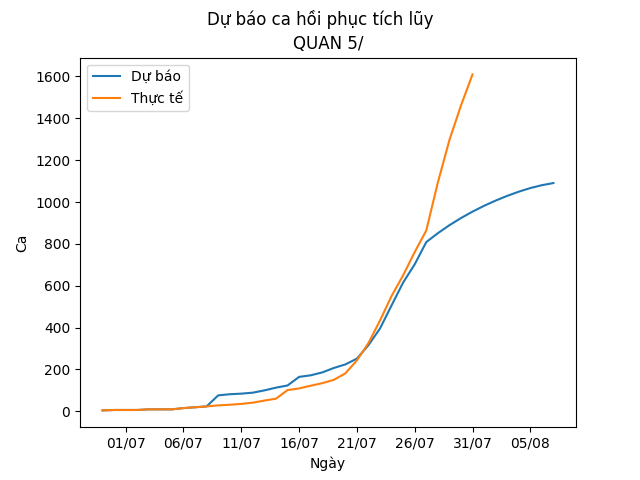 Dự báo ca hồi phục tích lũy
QUAN 5/
Dự báo
Thực tế
1600
1400
1200
1000
800
600
400
200
0
Ca
01/07 06/07 11/07 16/07 21/07 26/07 31/07 05/08
Ngày